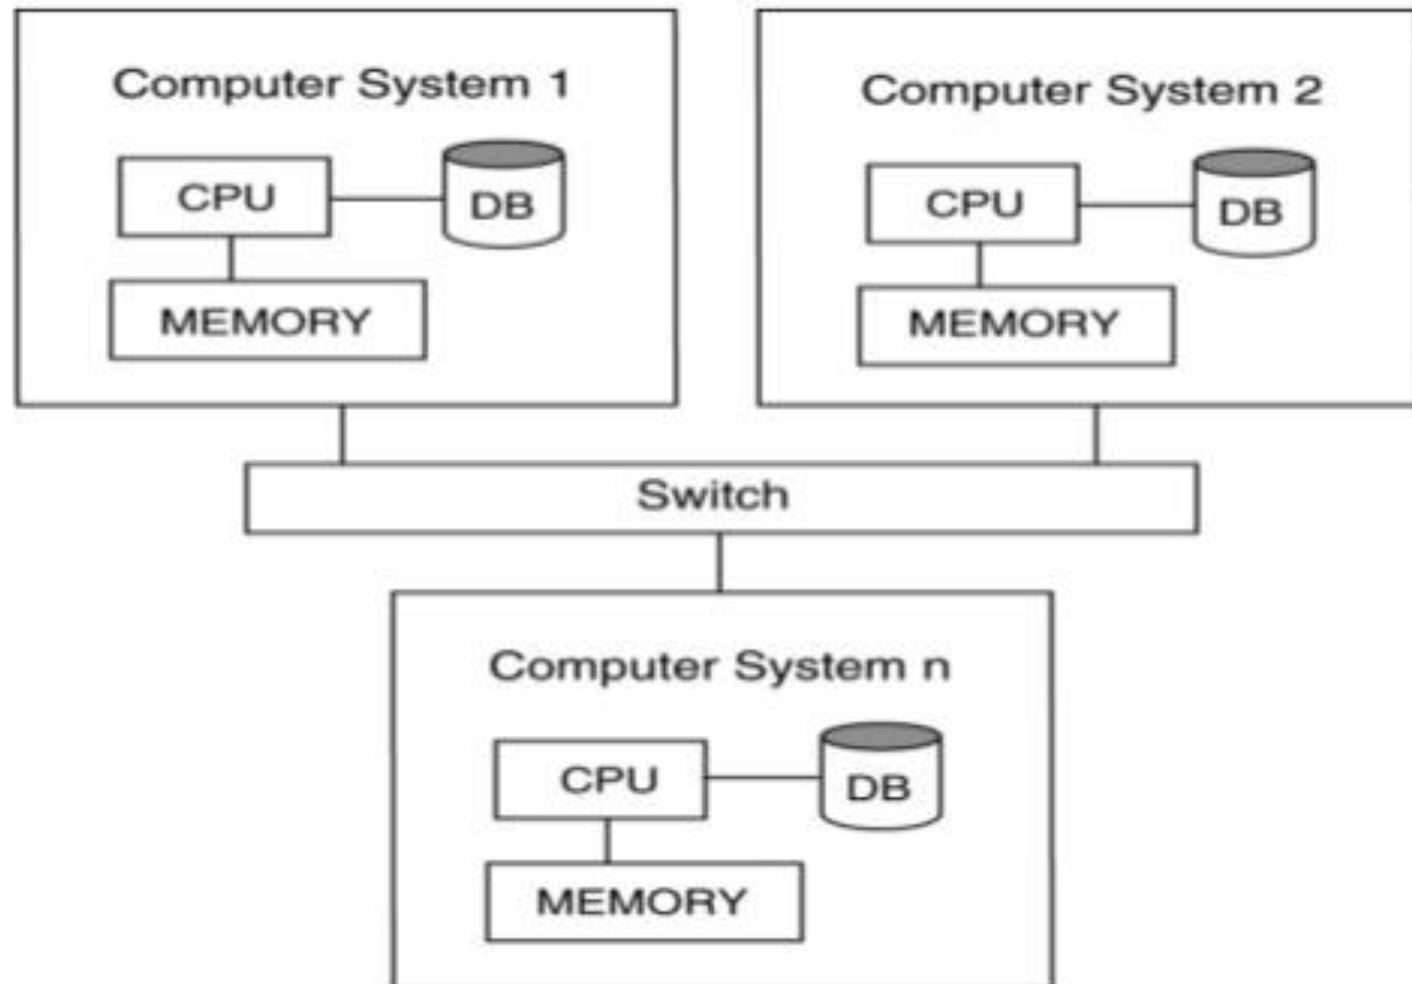 Computer System 1
CPU
DB
MEMORY
Computer System 2
CPU
DB
MEMORY
Switch
Computer System n
CPU
DB
MEMORY